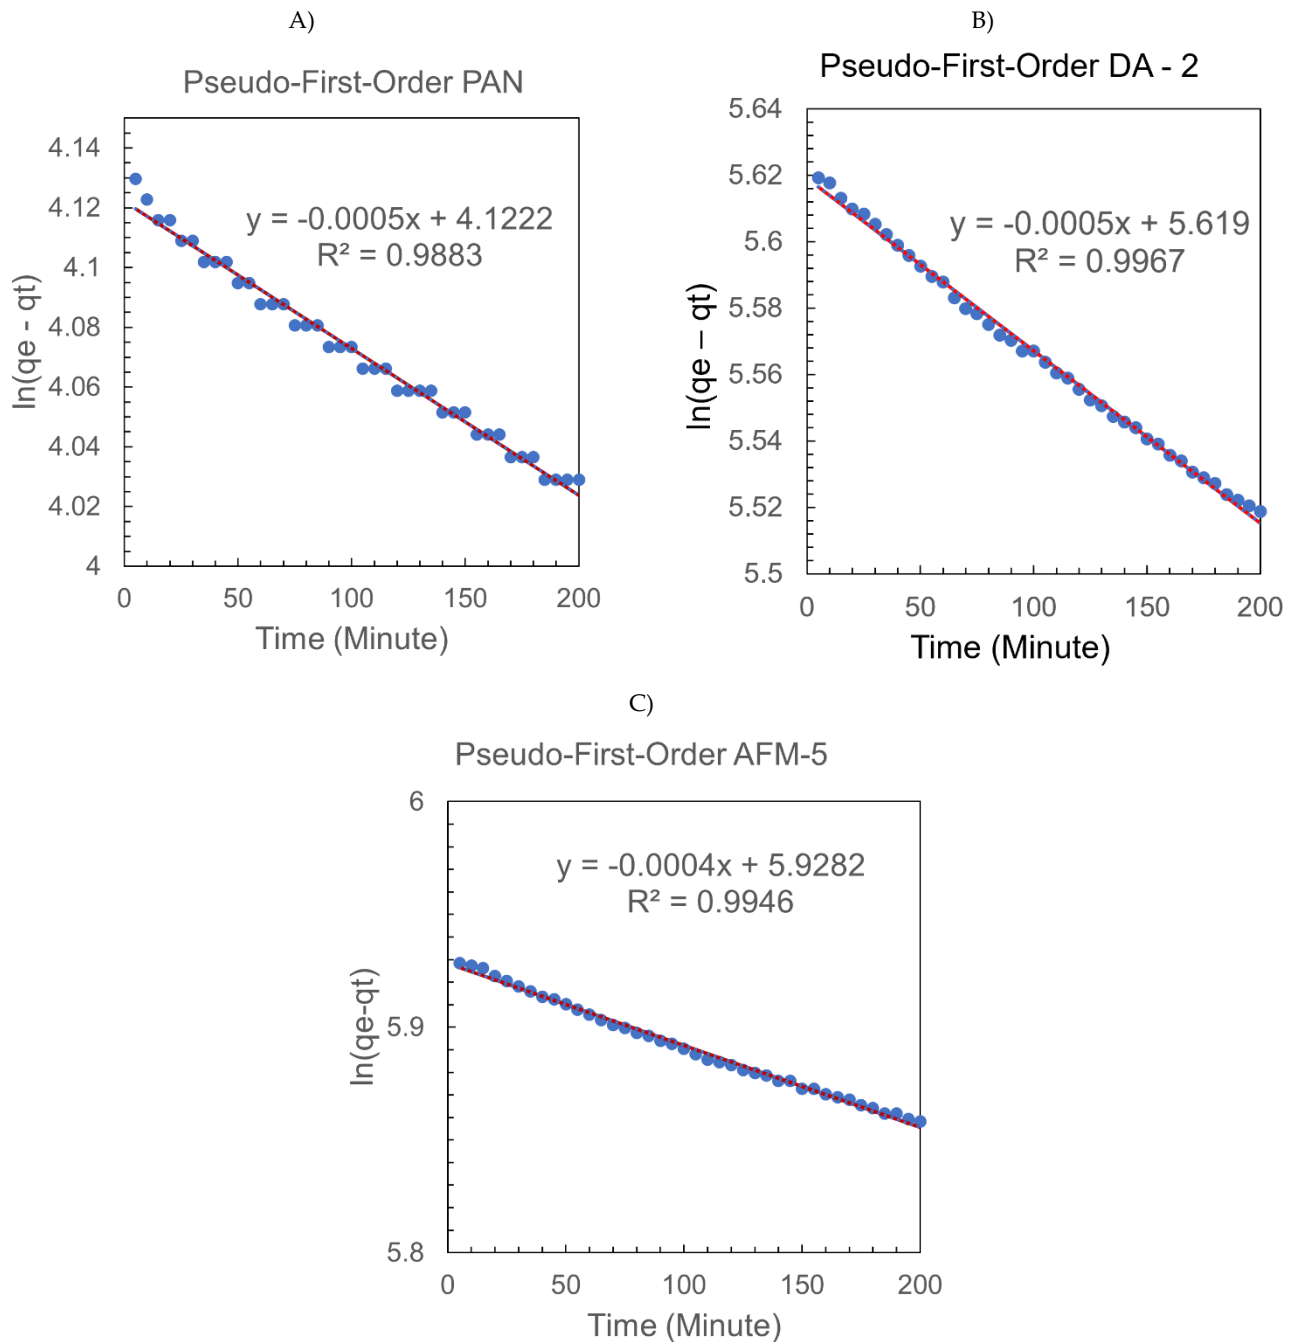 A)
Pseudo-First-Order PAN
4.14
4.12
4.1
4.08
4.06
4.04
4.02
4
ln(qe - qt)
y = -0.0005x + 4.1222
R² = 0.9883
0 50 100 150 200
Time (Minute)
B)
Pseudo-First-Order DA - 2
5.64
5.62
5.6
5.58
5.56
5.54
5.52
5.5
ln(qe – qt)
y = -0.0005x + 5.619
R² = 0.9967
0 50 100 150 200
Time (Minute)
C)
Pseudo-First-Order AFM-5
6
5.9
5.8
ln(qe-qt)
y = -0.0004x + 5.9282
R² = 0.9946
0 50 100 150 200
Time (Minute)